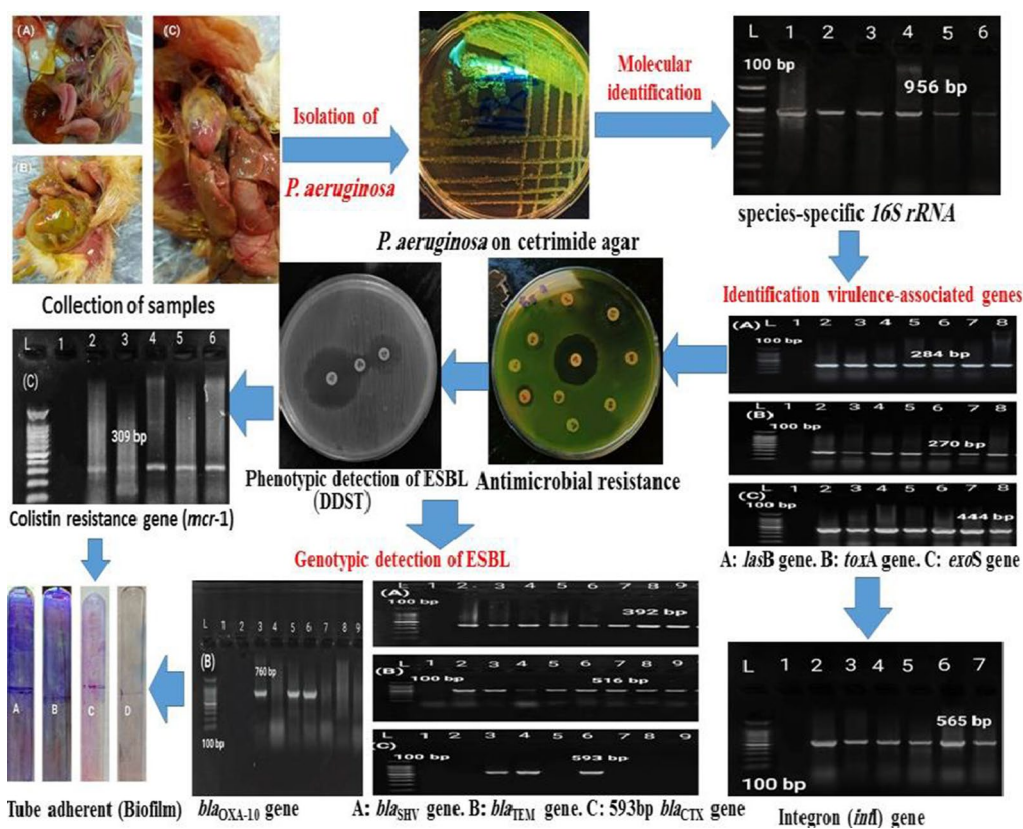 (A)
(C)
(B)
Collection of samples
Isolation of
P. aeruginosa
P. aeruginosa on cetrimide agar
Molecular
identification
L 1 2 3 4 5 6
100 bp
956 bp
species-specific 16S rRNA
Identification virulence-associated genes
(A) L 1 2 3 4 5 6 7 8
100 bp
284 bp
L 1 2 3 4 5 6 7 8
(B)
100 bp
270 bp
(C) L 1 2 3 4 5 6 7 8
100 bp
444 bp
A: lasB gene. B: toxA gene. C: exoS gene
Antimicrobial resistance
Phenotypic detection of ESBL
(DDST)
L 1 2 3 4 5 6
(C)
309 bp
Colistin resistance gene (mcr-1)
Genotypic detection of ESBL
A B C D
Tube adherent (Biofilm)
L 1 2 3 4 5 6 7 8 9
(B)
760 bp
100 bp
blaOXA-10 gene
(A)
L 1 2 3 4 5 6 7 8 9
100 bp
392 bp
(B)
L 1 2 3 4 5 6 7 8 9
100 bp
516 bp
(C)
L 1 2 3 4 5 6 7 8 9
100 bp
593 bp
A: blaSHV gene. B: blaTEM gene. C: 593bp blaCTX gene
L 1 2 3 4 5 6 7
565 bp
100 bp
Integron (intI) gene